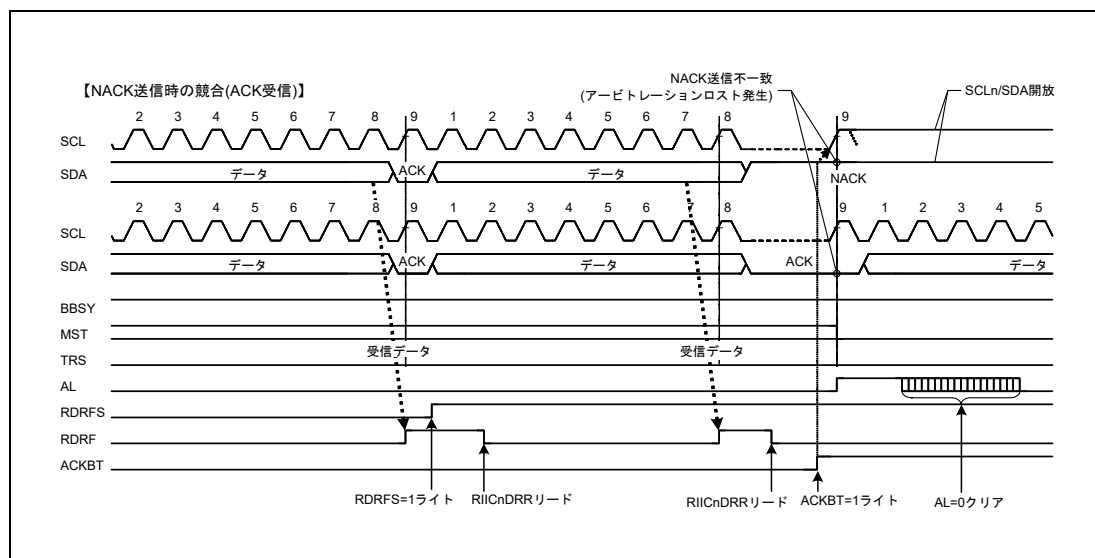 NACK送信不一致
(アービトレーションロスト発生)
【NACK送信時の競合(ACK受信)】
SCLn/SDA開放
2 3 4 5 6 7 8 9 1 2 3 4 5 6 7 8 9
SCL
SDA データ ACK データ NACK
2 3 4 5 6 7 8 9 1 2 3 4 5 6 7 8 9 1 2 3 4 5
SCL
SDA データ ACK データ ACK データ
BBSY
MST
受信データ 受信データ
TRS
AL
RDRFS
RDRF
ACKBT
RDRFS=1ライト RIICnDRRリード RIICnDRRリード ACKBT=1ライト AL=0クリア